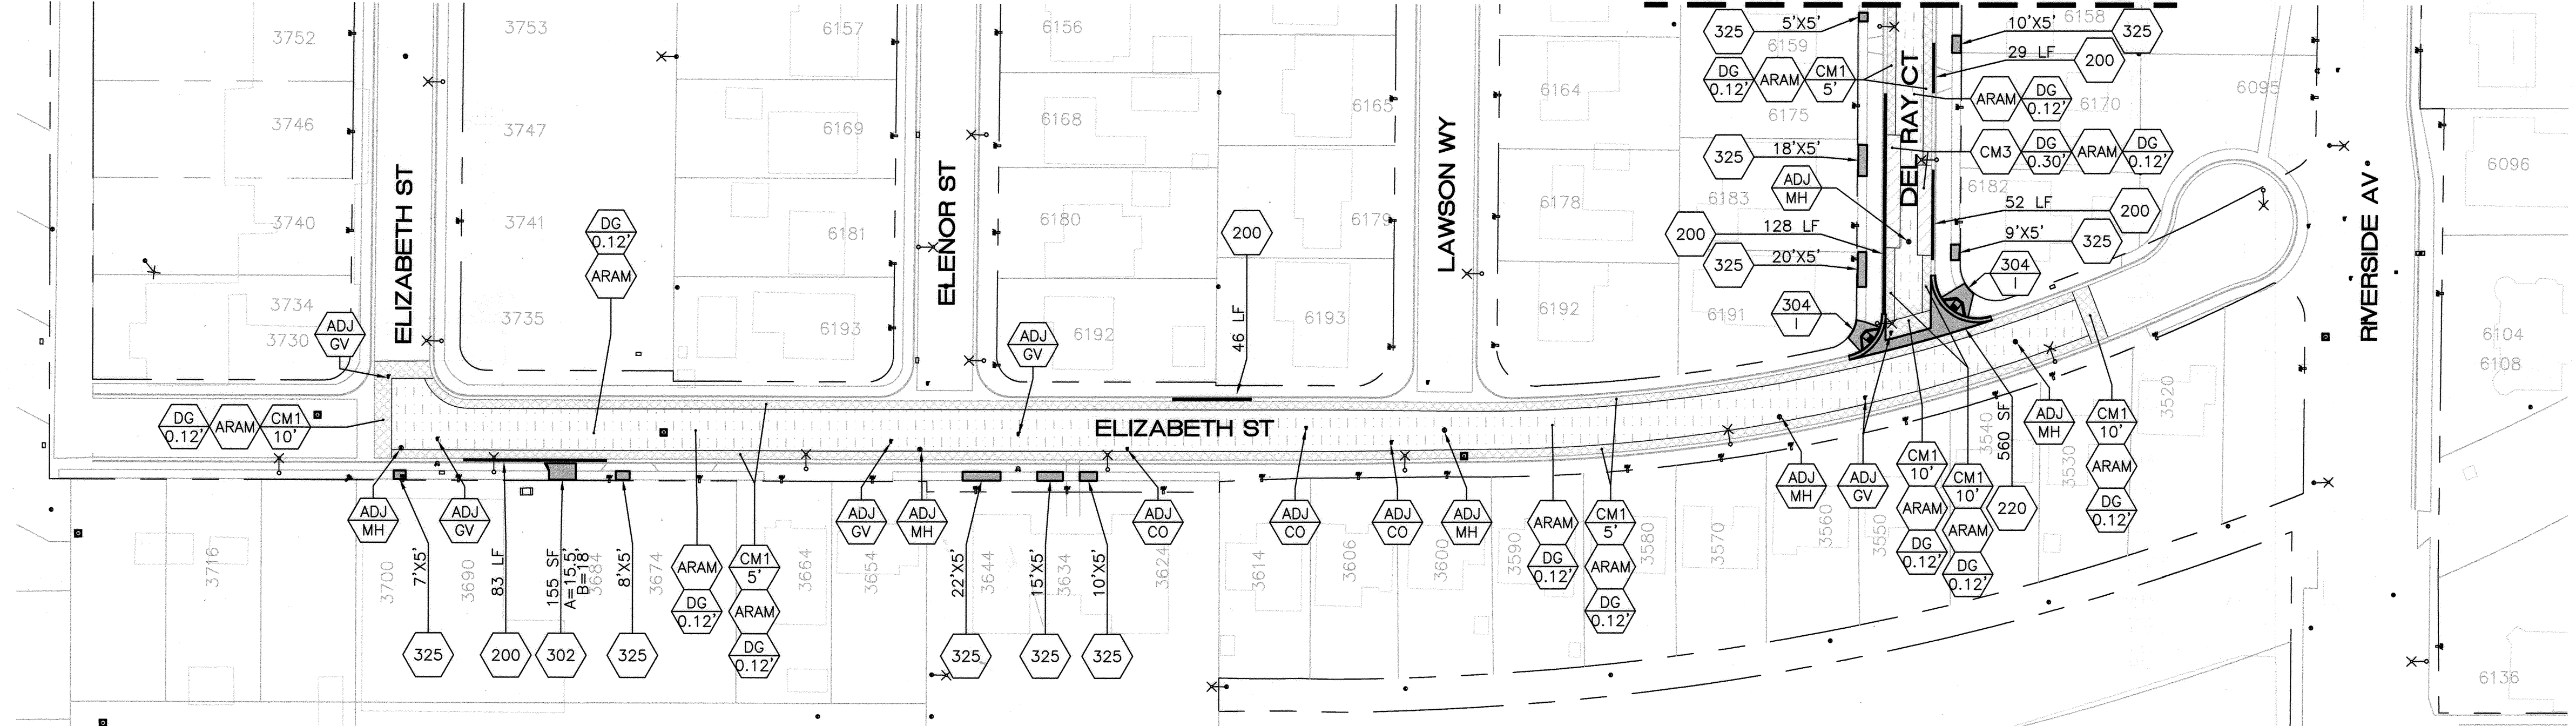 3752
3753
6157
6156
325
5'X5'
10'X5'
6158
325
6159
29 LF
200
DG
0.12'
ARAM
CM1
5'
DEL RAY CT
ARAM
DG
0.12'
6170
6095
6164
6165
6175
3746
3747
6169
6168
325
18'X5'
CM3
DG
0.30'
ARAM
DG
0.12'
6096
ADJ
MH
6182
6183
3740
3741
6181
6180
6179
6178
ELIZABETH ST
ELENOR ST
LAWSON WY
RIVERSIDE AV
DG
0.12'
ARAM
200
46 LF
200
128 LF
52 LF
200
325
20'X5'
9'X5'
325
304
I
304
I
3734
3730
3735
6193
6192
6193
6192
6191
6104
6108
ADJ
GV
ADJ
GV
DG
0.12'
ARAM
CM1
10'
ELIZABETH ST
3520
3530
3540
560 SF
ADJ
MH
CM1
10'
ARAM
DG
0.12'
ADJ
MH
ADJ
GV
ADJ
GV
ADJ
MH
ADJ
CO
ADJ
CO
ADJ
CO
ADJ
MH
ARAM
DG
0.12'
CM1
5'
ARAM
DG
0.12'
ADJ
MH
ADJ
GV
CM1
10'
ARAM
DG
0.12'
CM1
10'
ARAM
DG
0.12'
220
3716
3700
7'X5'
3690
83 LF
155 SF
A=15.5'
B=18'
3684
8'X5'
3674
ARAM
DG
0.12'
CM1
5'
ARAM
DG
0.12'
3664
3654
22'X5'
3644
15'X5'
3634
10'X5'
3624
3614
3606
3600
3590
3580
3570
3560
3550
325
200
302
325
325
325
325
6136